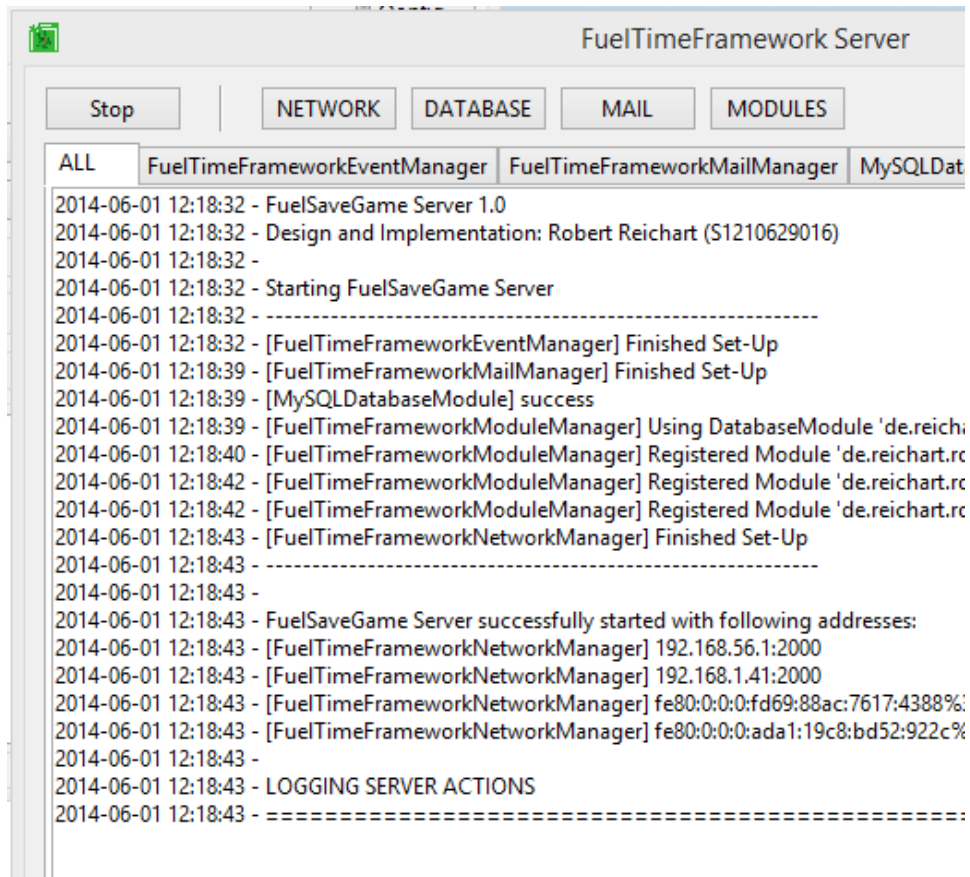 FuelTimeFramework Server
Stop NETWORK DATABASE MAIL MODULES
ALL FuelTimeFrameworkEventManager FuelTimeFrameworkMailManager MySQLDat
2014-06-01 12:18:32 - FuelSaveGame Server 1.0
2014-06-01 12:18:32 - Design and Implementation: Robert Reichart (S1210629016)
2014-06-01 12:18:32 -
2014-06-01 12:18:32 - Starting FuelSaveGame Server
2014-06-01 12:18:32 - ------------------------------------------------------------
2014-06-01 12:18:32 - [FuelTimeFrameworkEventManager] Finished Set-Up
2014-06-01 12:18:39 - [FuelTimeFrameworkMailManager] Finished Set-Up
2014-06-01 12:18:39 - [MySQLDatabaseModule] success
2014-06-01 12:18:39 - [FuelTimeFrameworkModuleManager] Using DatabaseModule 'de.reicha
2014-06-01 12:18:40 - [FuelTimeFrameworkModuleManager] Registered Module 'de.reichart.ro
2014-06-01 12:18:42 - [FuelTimeFrameworkModuleManager] Registered Module 'de.reichart.ro
2014-06-01 12:18:42 - [FuelTimeFrameworkModuleManager] Registered Module 'de.reichart.ro
2014-06-01 12:18:43 - [FuelTimeFrameworkNetworkManager] Finished Set-Up
2014-06-01 12:18:43 - ------------------------------------------------------------
2014-06-01 12:18:43 -
2014-06-01 12:18:43 - FuelSaveGame Server successfully started with following addresses:
2014-06-01 12:18:43 - [FuelTimeFrameworkNetworkManager] 192.168.56.1:2000
2014-06-01 12:18:43 - [FuelTimeFrameworkNetworkManager] 192.168.1.41:2000
2014-06-01 12:18:43 - [FuelTimeFrameworkNetworkManager] fe80:0:0:0:fd69:88ac:7617:4388%
2014-06-01 12:18:43 - [FuelTimeFrameworkNetworkManager] fe80:0:0:0:ada1:19c8:bd52:922c%
2014-06-01 12:18:43 -
2014-06-01 12:18:43 - LOGGING SERVER ACTIONS
2014-06-01 12:18:43 - ================================================